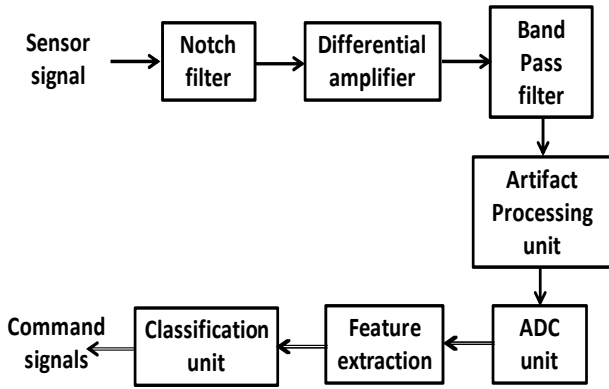 Sensor
signal
Notch
filter
Differential
amplifier
Band
Pass
filter
Artifact
Processing
unit
ADC
unit
Feature
extraction
Classification
unit
Command
signals